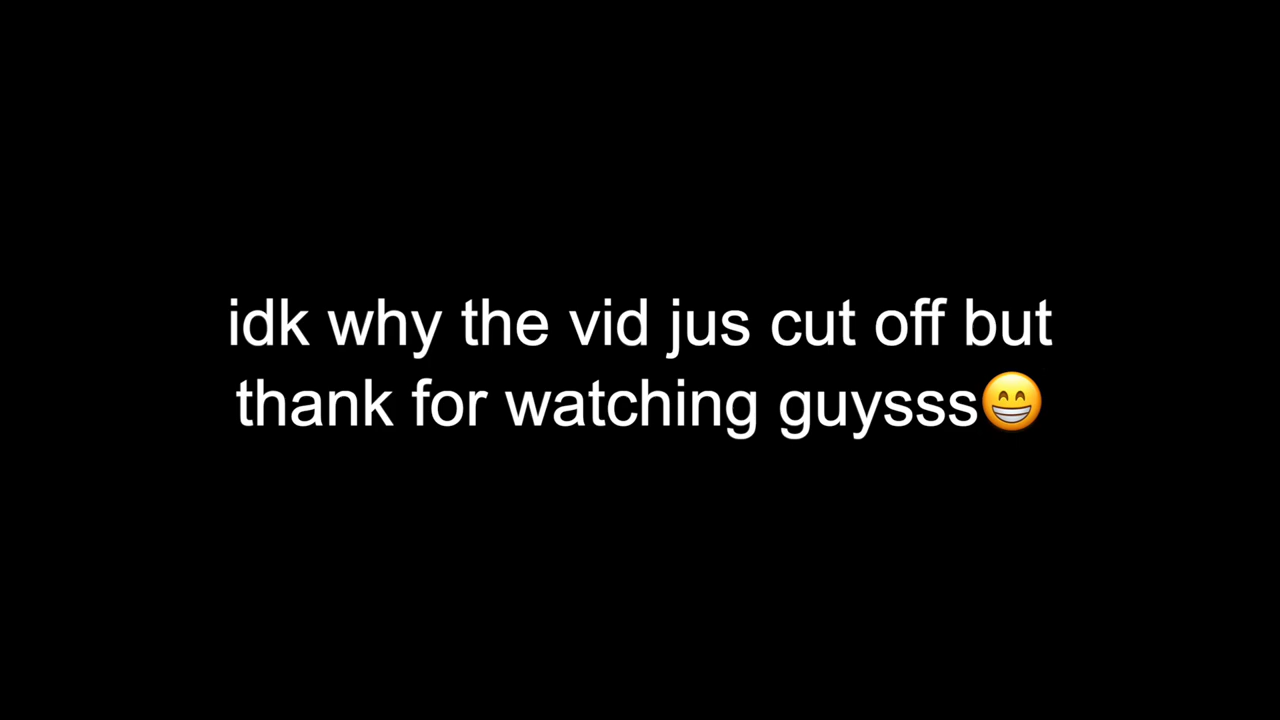 idk why the vid jus cut off but
thank for watching guysss😁